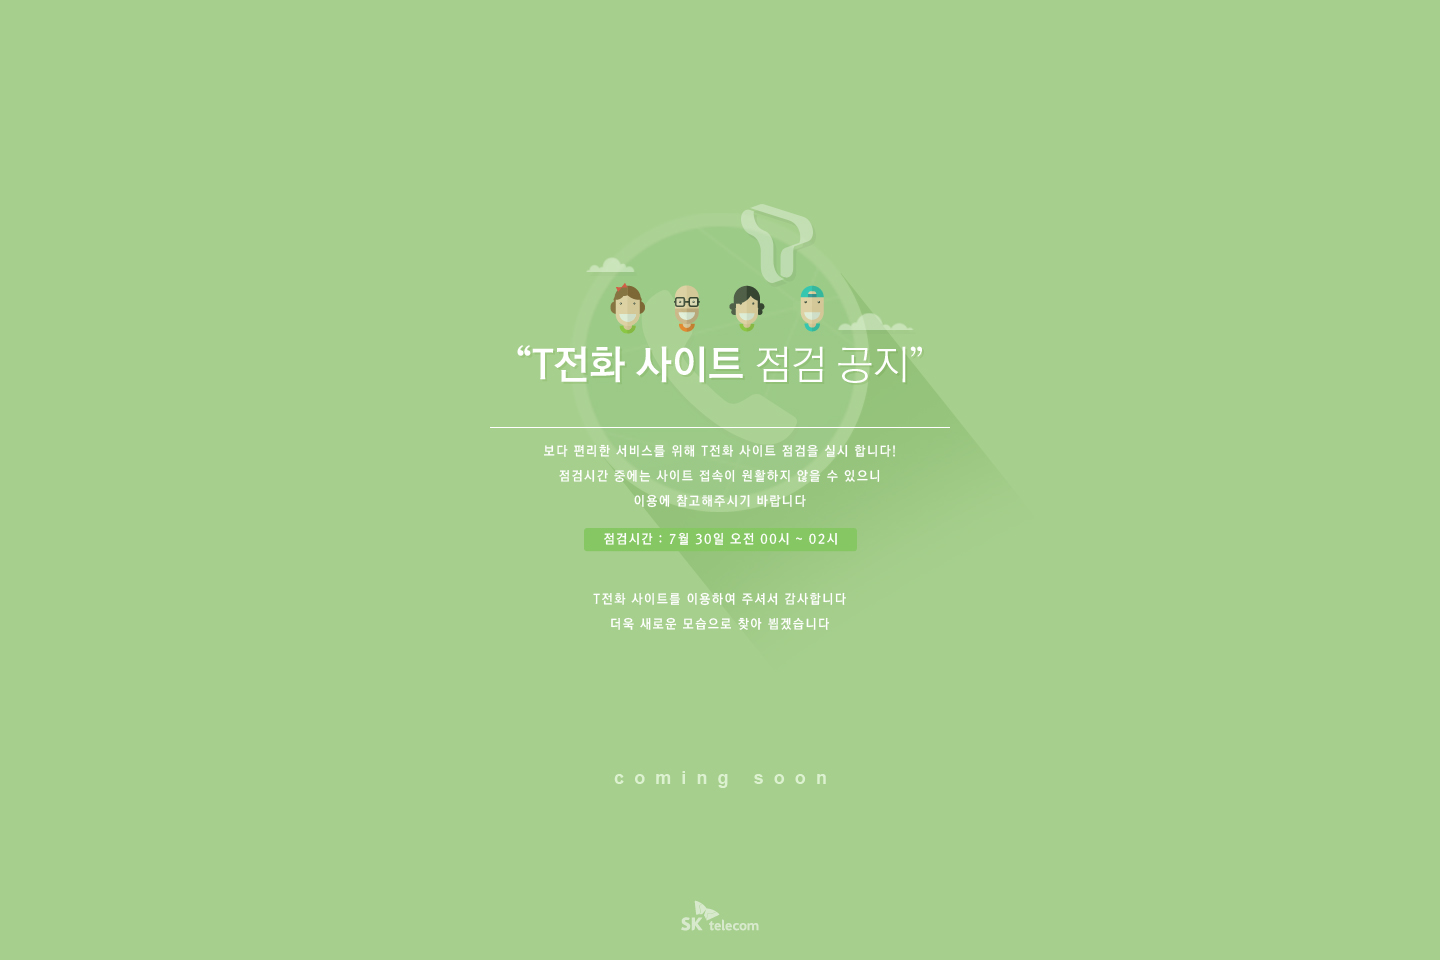 “T전화 사이트 점검 공지”
보다 편리한 서비스를 위해 T전화 사이트 점검을 실시 합니다!
점검시간 중에는 사이트 접속이 원활하지 않을 수 있으니
이용에 참고해주시기 바랍니다
점검시간 : 7월 30일 오전 00시 ~ 02시
T전화 사이트를 이용하여 주셔서 감사합니다
더욱 새로운 모습으로 찾아 뵙겠습니다
coming soon
SK telecom